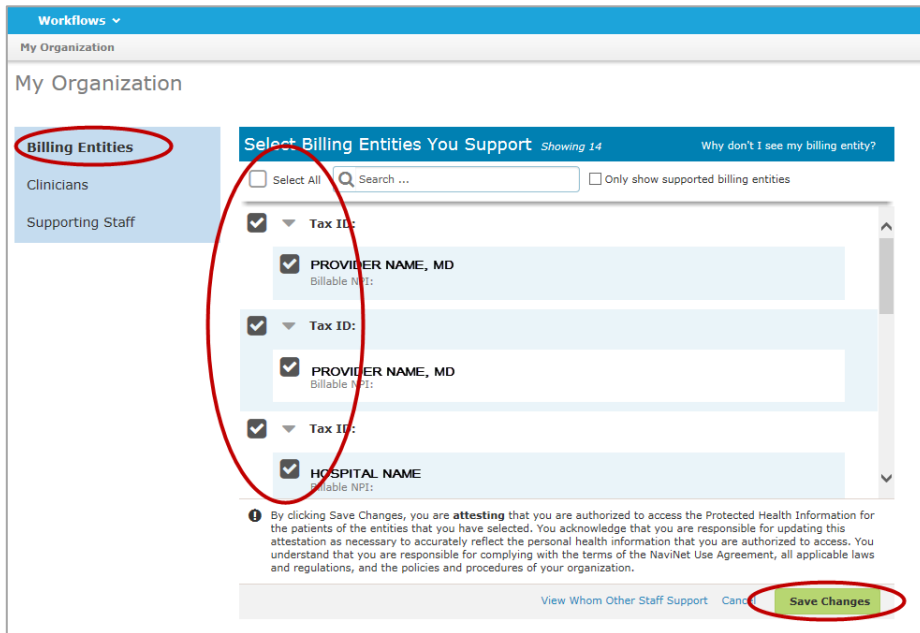 Workflows
My Organization
My Organization
Billing Entities
Clinicians
Supporting Staff
Select Billing Entities You Support Showing 14 Why don't I see my billing entity?
Select All Search ... Only show supported billing entities
Tax ID:
PROVIDER NAME, MD
Billable NPI:
Tax ID:
PROVIDER NAME, MD
Billable NPI:
Tax ID:
HOSPITAL NAME
Billable NPI:
By clicking Save Changes, you are attesting that you are authorized to access the Protected Health Information for
the patients of the entities that you have selected. You acknowledge that you are responsible for updating this
attestation as necessary to accurately reflect the personal health information that you are authorized to access. You
understand that you are responsible for complying with the terms of the NaviNet Use Agreement, all applicable laws
and regulations, and the policies and procedures of your organization.
View Whom Other Staff Support Cancel Save Changes